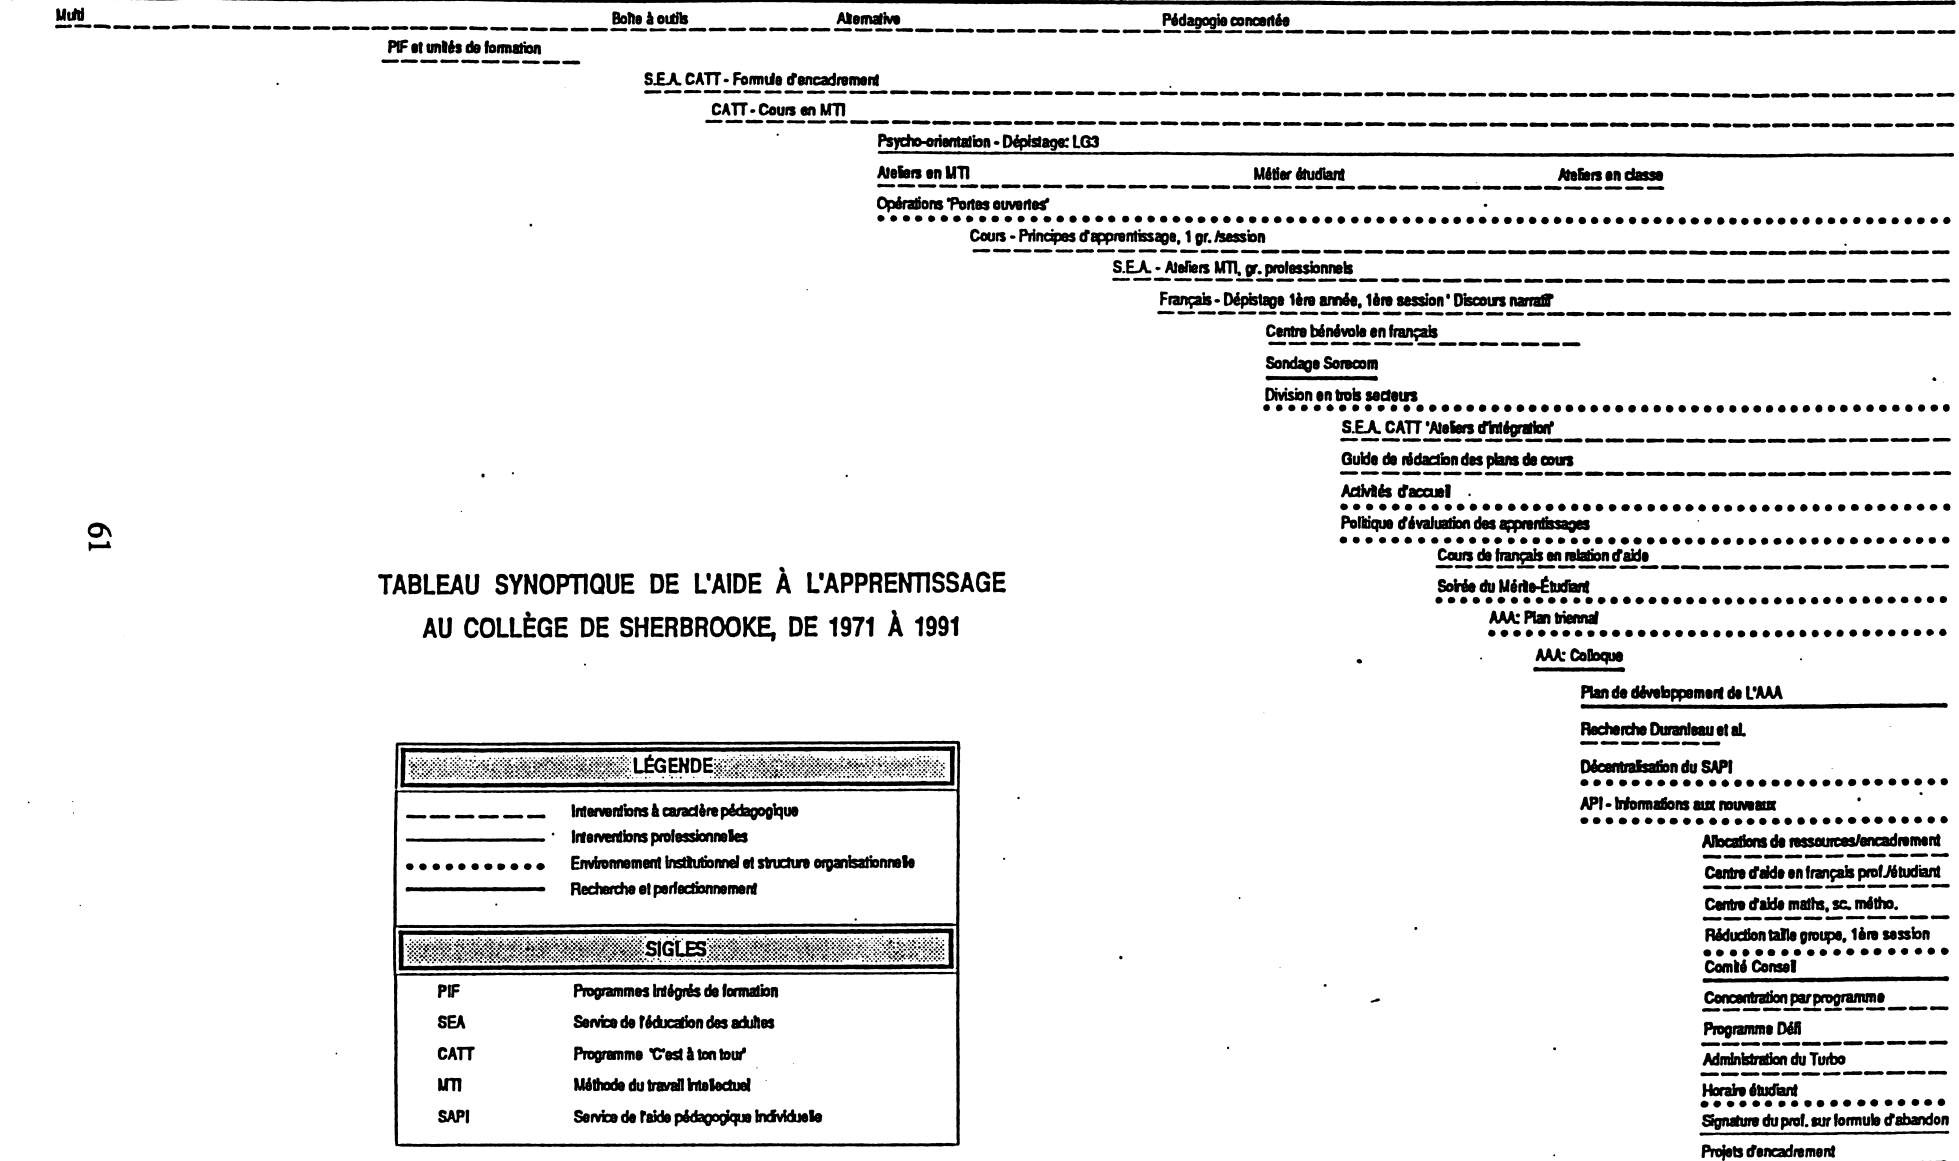 Multi Boîte à outils Alternative Pédagogie concertée
PIF et unités de formation
S.E.A. CATT - Formule d'encadrement
CATT - Cours en MTI
Psycho-orientation - Dépistage: LG3
Ateliers en MTI Métier étudiant Ateliers en classe
Opérations "Portes ouvertes"
Cours - Principes d'apprentissage, 1 gr. /session
S.E.A. - Ateliers MTI, gr. professionnels
Français - Dépistage 1ère année, 1ère session " Discours narratif"
Centre bénévole en français
Sondage Sorecom
Division en trois secteurs
S.E.A. CATT "Ateliers d'intégration"
Guide de rédaction des plans de cours
Activités d'accueil
Politique d'évaluation des apprentissages
Cours de français en relation d'aide
Soirée du Mérite-Étudiant
AAA: Plan triennal
AAA: Colloque
Plan de développement de L'AAA
Recherche Duranleau et al.
Décentralisation du SAPI
API - Informations aux nouveaux
Allocations de ressources/encadrement
Centre d'aide en français prof./étudiant
Centre d'aide maths, sc. métho.
Réduction taille groupe, 1ère session
Comité Conseil
Concentration par programme
Programme Défi
Administration du Turbo
Horaire étudiant
Signature du prof. sur formule d'abandon
Projets d'encadrement
61
TABLEAU SYNOPTIQUE DE L'AIDE À L'APPRENTISSAGE
AU COLLÈGE DE SHERBROOKE, DE 1971 À 1991
LÉGENDE
Interventions à caractère pédagogique
Interventions professionnelles
Environnement institutionnel et structure organisationnelle
Recherche et perfectionnement
SIGLES
PIF Programmes intégrés de formation
SEA Service de l'éducation des adultes
CATT Programme "C'est à ton tour"
MTI Méthode du travail intellectuel
SAPI Service de l'aide pédagogique individuelle